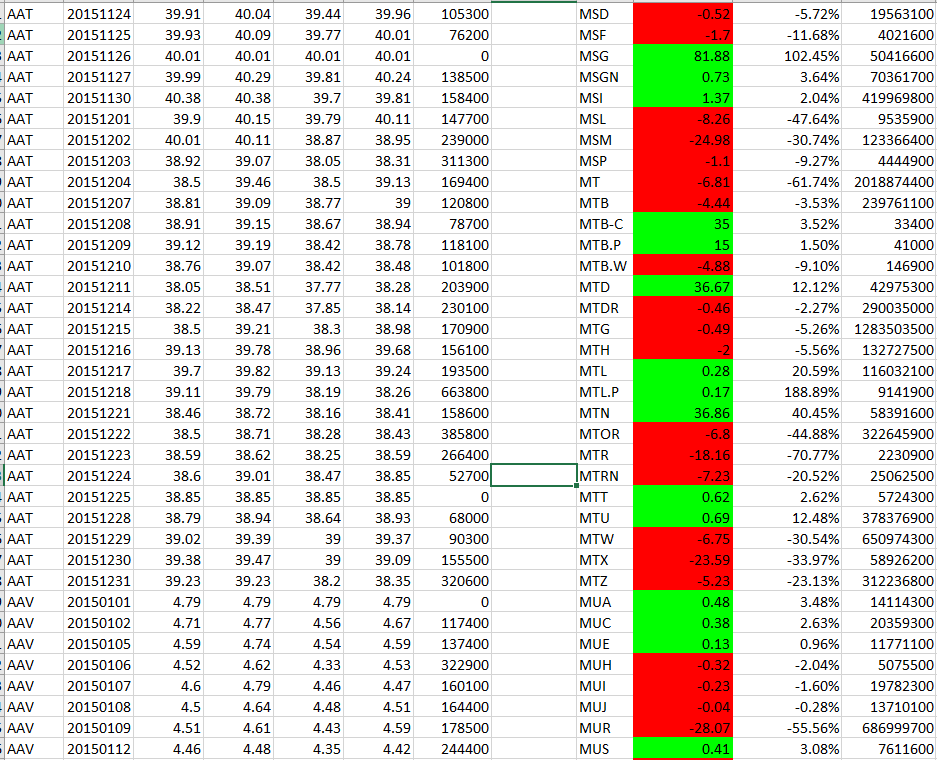 AAT 20151124 39.91 40.04 39.44 39.96 105300 MSD -0.52 -5.72% 19563100
AAT 20151125 39.93 40.09 39.77 40.01 76200 MSF -1.7 -11.68% 4021600
AAT 20151126 40.01 40.01 40.01 40.01 0 MSG 81.88 102.45% 50416600
AAT 20151127 39.99 40.29 39.81 40.24 138500 MSGN 0.73 3.64% 70361700
AAT 20151130 40.38 40.38 39.7 39.81 158400 MSI 1.37 2.04% 419969800
AAT 20151201 39.9 40.15 39.79 40.11 147700 MSL -8.26 -47.64% 9535900
AAT 20151202 40.01 40.11 38.87 38.95 239000 MSM -24.98 -30.74% 123366400
AAT 20151203 38.92 39.07 38.05 38.31 311300 MSP -1.1 -9.27% 4444900
AAT 20151204 38.5 39.46 38.5 39.13 169400 MT -6.81 -61.74% 2018874400
AAT 20151207 38.81 39.09 38.77 39 120800 MTB -4.44 -3.53% 239761100
AAT 20151208 38.91 39.15 38.67 38.94 78700 MTB-C 35 3.52% 33400
AAT 20151209 39.12 39.19 38.42 38.78 118100 MTB.P 15 1.50% 41000
AAT 20151210 38.76 39.07 38.42 38.48 101800 MTB.W -4.88 -9.10% 146900
AAT 20151211 38.05 38.51 37.77 38.28 203900 MTD 36.67 12.12% 42975300
AAT 20151214 38.22 38.47 37.85 38.14 230100 MTDR -0.46 -2.27% 290035000
AAT 20151215 38.5 39.21 38.3 38.98 170900 MTG -0.49 -5.26% 1283503500
AAT 20151216 39.13 39.78 38.96 39.68 156100 MTH -2 -5.56% 132727500
AAT 20151217 39.7 39.82 39.13 39.24 193500 MTL 0.28 20.59% 116032100
AAT 20151218 39.11 39.79 38.19 38.26 663800 MTL.P 0.17 188.89% 9141900
AAT 20151221 38.46 38.72 38.16 38.41 158600 MTN 36.86 40.45% 58391600
AAT 20151222 38.5 38.71 38.28 38.43 385800 MTOR -6.8 -44.88% 322645900
AAT 20151223 38.59 38.62 38.25 38.59 266400 MTR -18.16 -70.77% 2230900
AAT 20151224 38.6 39.01 38.47 38.85 52700 MTRN -7.23 -20.52% 25062500
AAT 20151225 38.85 38.85 38.85 38.85 0 MTT 0.62 2.62% 5724300
AAT 20151228 38.79 38.94 38.64 38.93 68000 MTU 0.69 12.48% 378376900
AAT 20151229 39.02 39.39 39 39.37 90300 MTW -6.75 -30.54% 650974300
AAT 20151230 39.38 39.47 39 39.09 155500 MTX -23.59 -33.97% 58926200
AAT 20151231 39.23 39.23 38.2 38.35 320600 MTZ -5.23 -23.13% 312236800
AAV 20150101 4.79 4.79 4.79 4.79 0 MUA 0.48 3.48% 14114300
AAV 20150102 4.71 4.77 4.56 4.67 117400 MUC 0.38 2.63% 20359300
AAV 20150105 4.59 4.74 4.54 4.59 137400 MUE 0.13 0.96% 11771100
AAV 20150106 4.52 4.62 4.33 4.53 322900 MUH -0.32 -2.04% 5075500
AAV 20150107 4.6 4.79 4.46 4.47 160100 MUI -0.23 -1.60% 19782300
AAV 20150108 4.5 4.64 4.48 4.51 164400 MUJ -0.04 -0.28% 13710100
AAV 20150109 4.51 4.61 4.43 4.59 178500 MUR -28.07 -55.56% 686999700
AAV 20150112 4.46 4.48 4.35 4.42 244400 MUS 0.41 3.08% 7611600